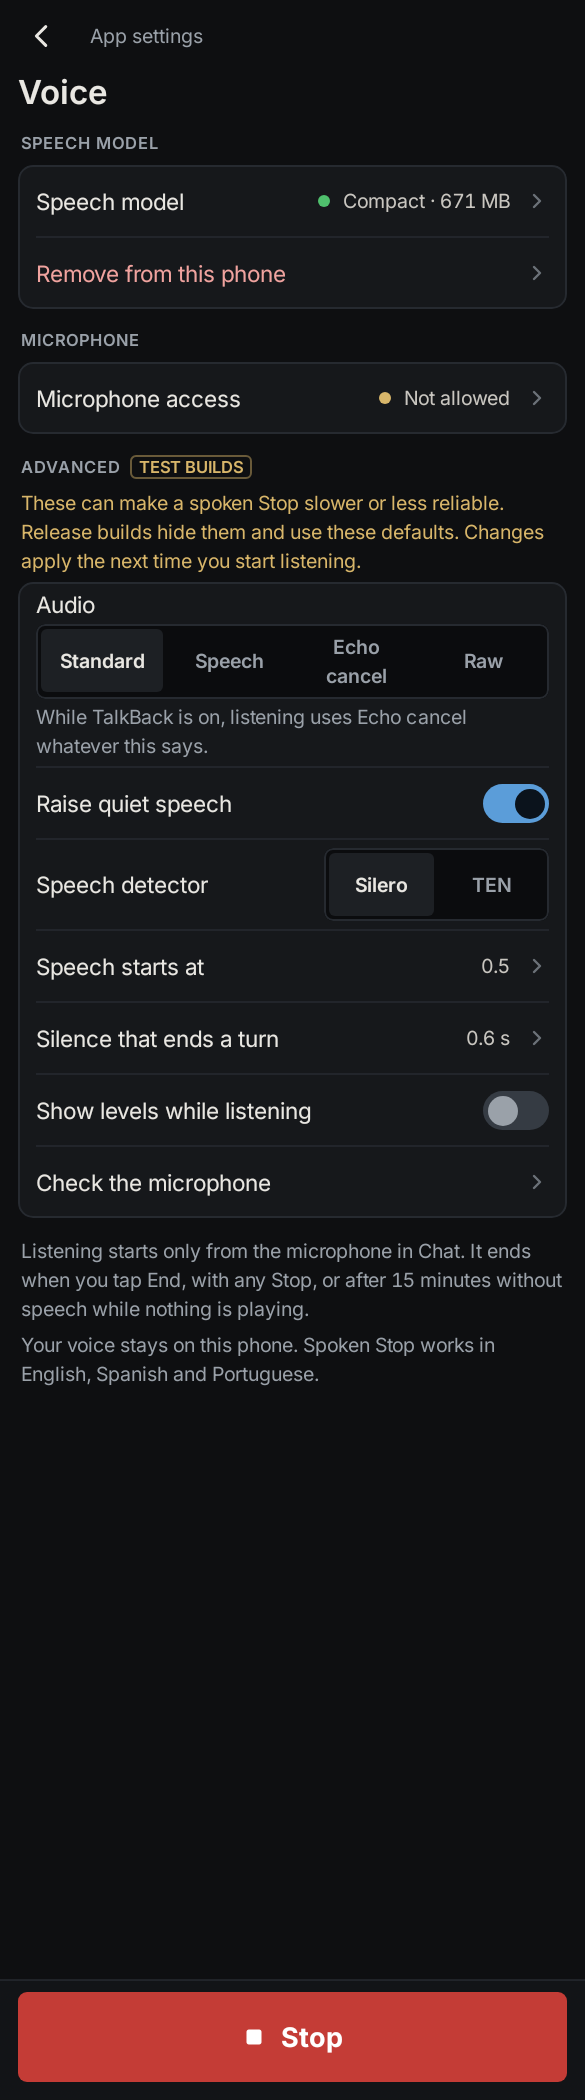 App settings
Voice
SPEECH MODEL
Speech model Compact · 671 MB
Remove from this phone
MICROPHONE
Microphone access Not allowed
ADVANCED TEST BUILDS
These can make a spoken Stop slower or less reliable.
Release builds hide them and use these defaults. Changes
apply the next time you start listening.
Audio
Standard Speech Echo cancel Raw
While TalkBack is on, listening uses Echo cancel
whatever this says.
Raise quiet speech
Speech detector Silero TEN
Speech starts at 0.5
Silence that ends a turn 0.6 s
Show levels while listening
Check the microphone
Listening starts only from the microphone in Chat. It ends
when you tap End, with any Stop, or after 15 minutes without
speech while nothing is playing.
Your voice stays on this phone. Spoken Stop works in
English, Spanish and Portuguese.
Stop